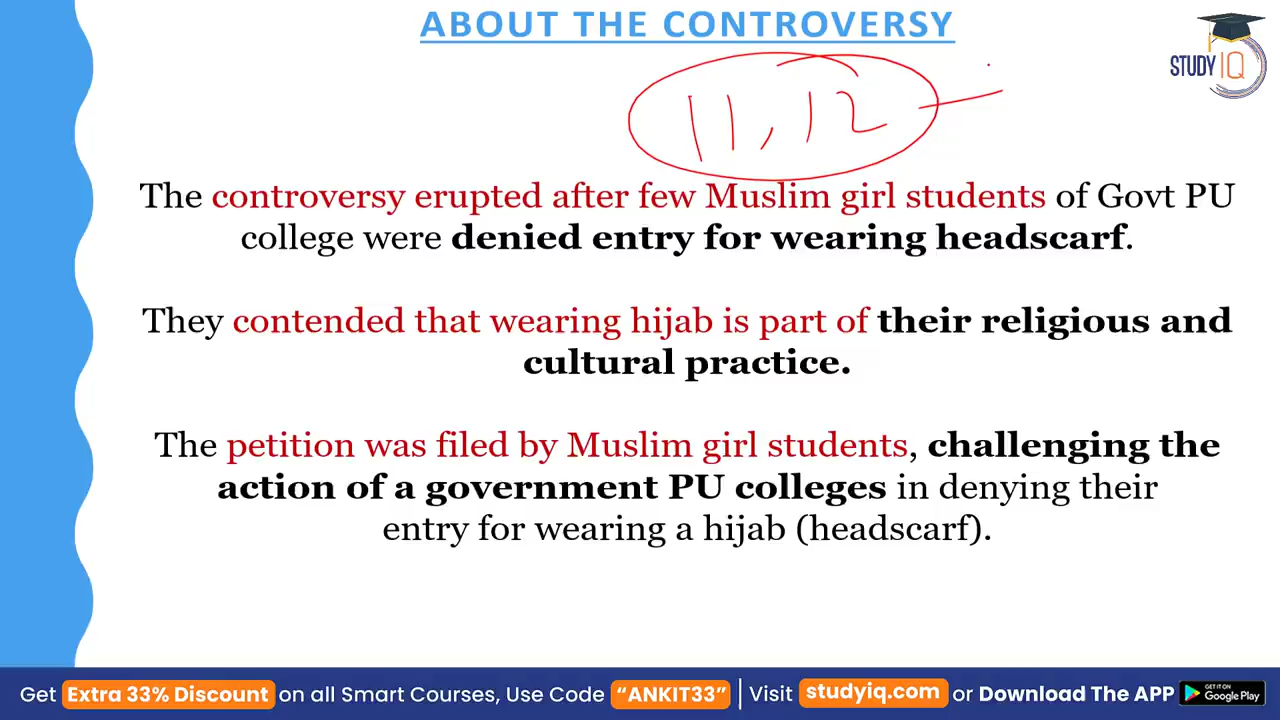 ABOUT THE CONTROVERSY
STUDY IQ
11, 12
The controversy erupted after few Muslim girl students of Govt PU
college were denied entry for wearing headscarf.
They contended that wearing hijab is part of their religious and
cultural practice.
The petition was filed by Muslim girl students, challenging the
action of a government PU colleges in denying their
entry for wearing a hijab (headscarf).
Get Extra 33% Discount on all Smart Courses, Use Code “ANKIT33” | Visit studyiq.com or Download The APP GET IT ON Google Play